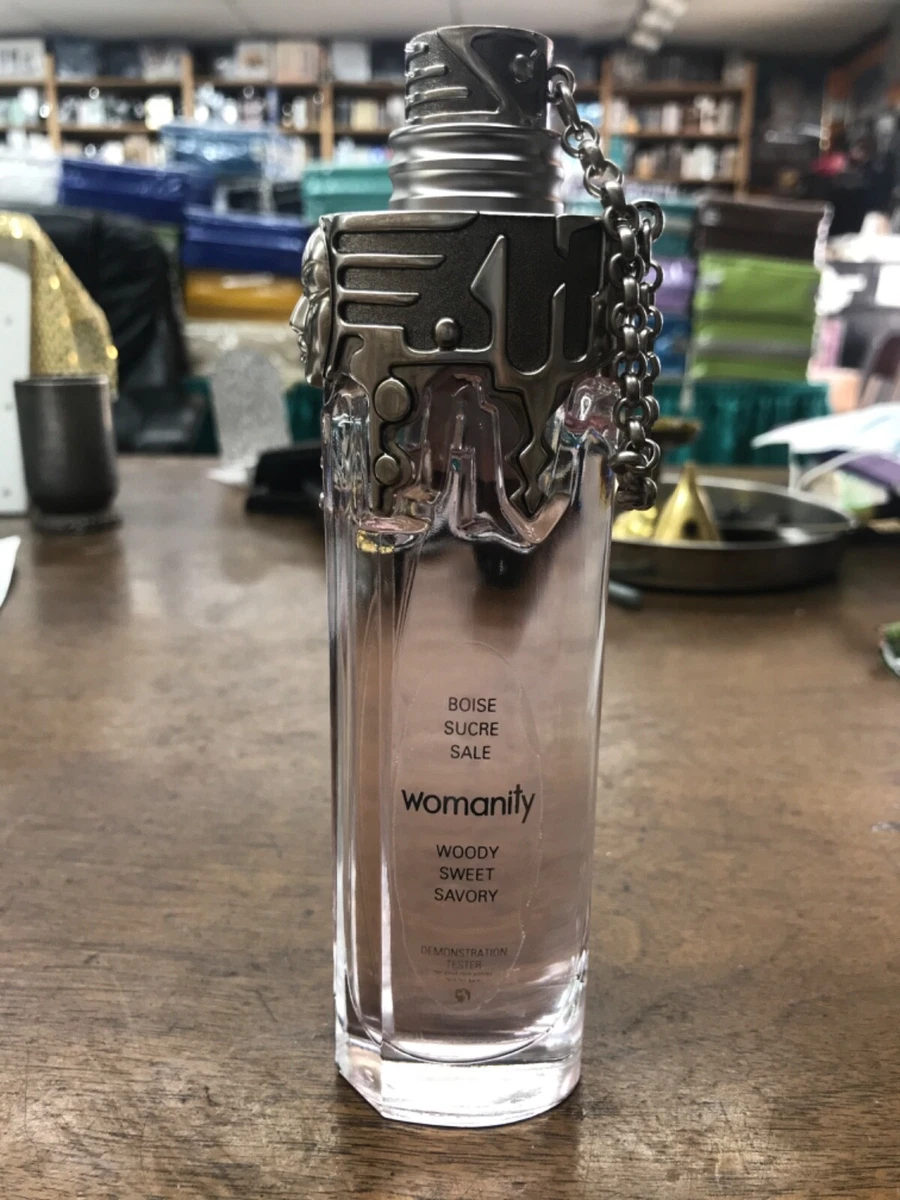 BOISE
SUCRE
SALE
womanity
WOODY
SWEET
SAVORY
DEMONSTRATION
TESTER